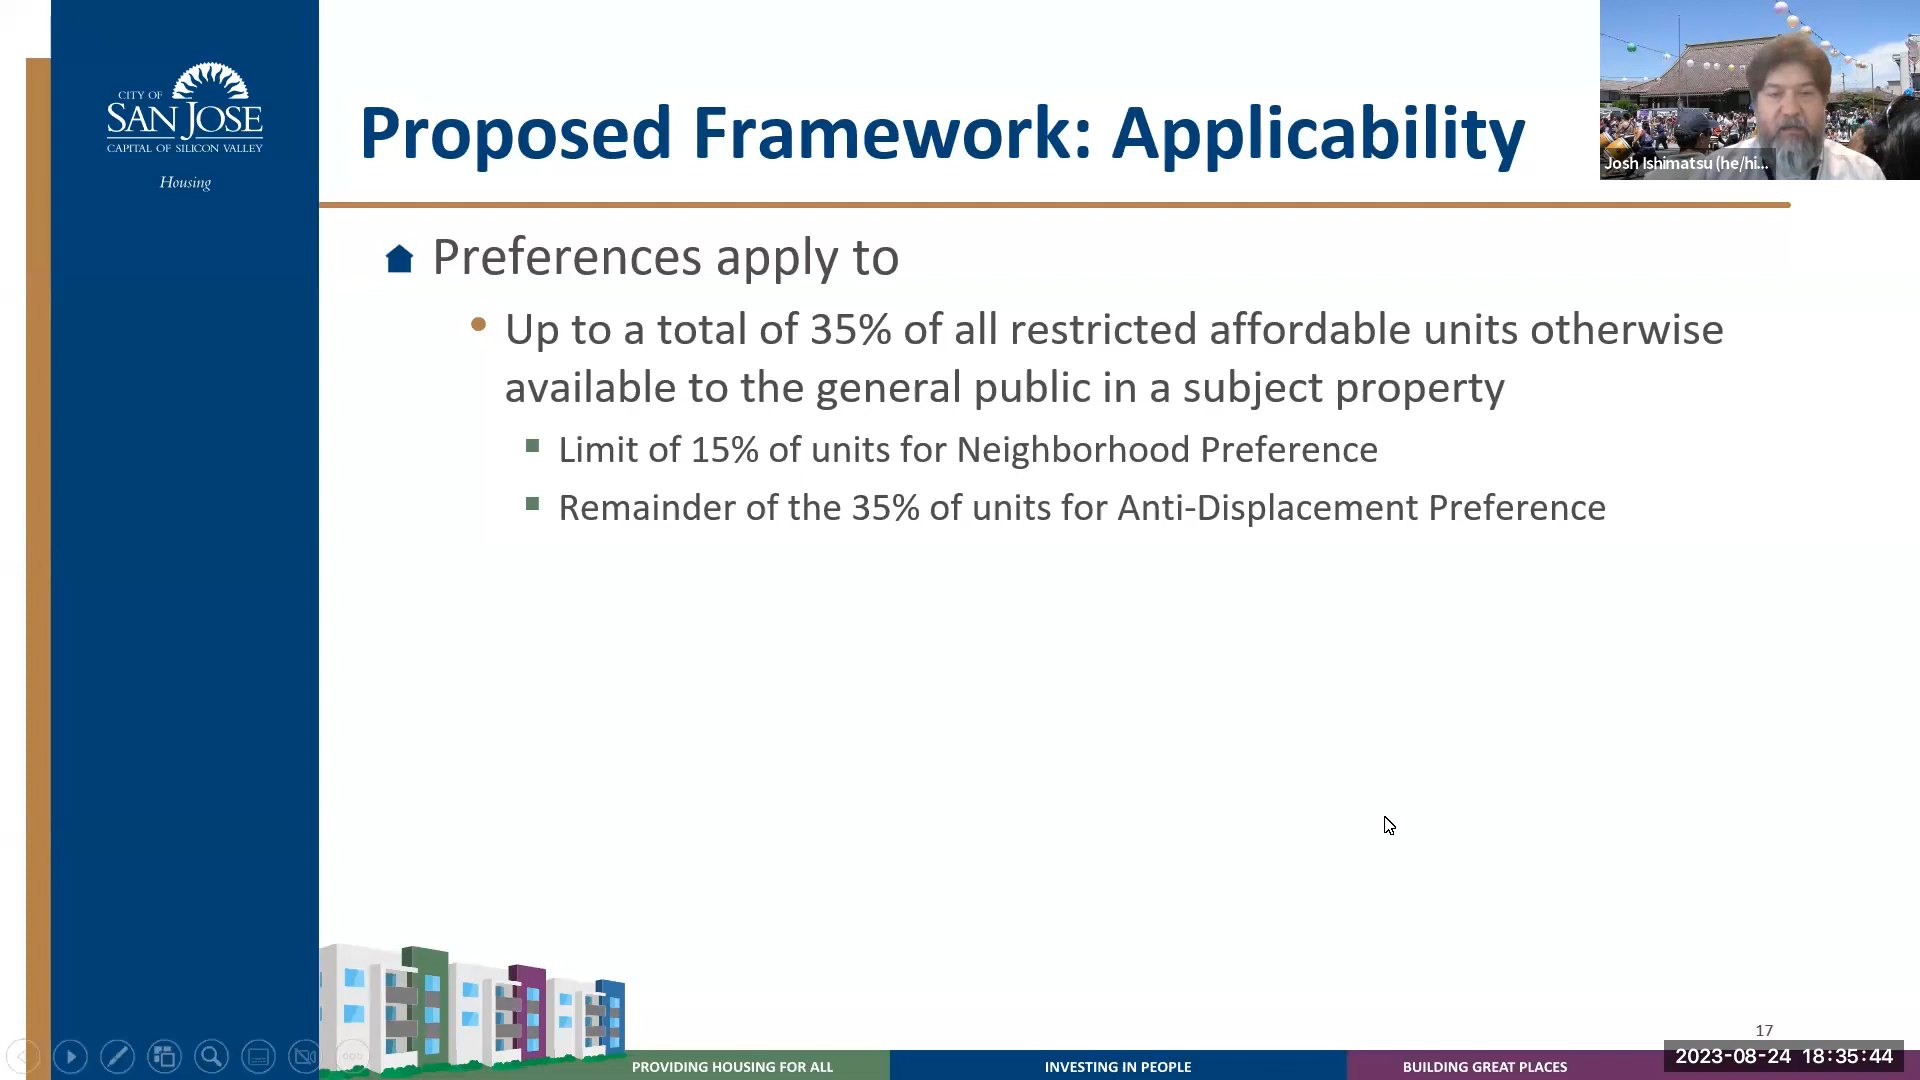 CITY OF
SAN JOSE
CAPITAL OF SILICON VALLEY
Housing
Proposed Framework: Applicability
Josh Ishimatsu (he/hi...
Preferences apply to
Up to a total of 35% of all restricted affordable units otherwise
available to the general public in a subject property
Limit of 15% of units for Neighborhood Preference
Remainder of the 35% of units for Anti-Displacement Preference
17
PROVIDING HOUSING FOR ALL
INVESTING IN PEOPLE
BUILDING GREAT PLACES
2023-08-24 18:35:44